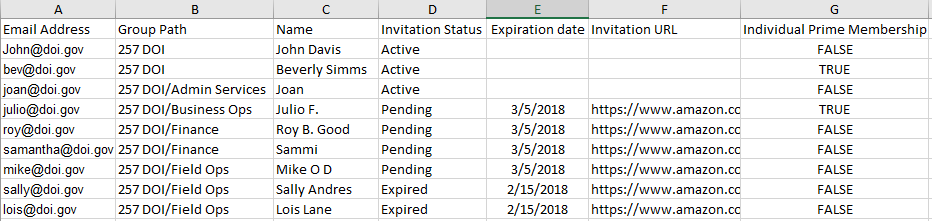 A B C D E F G
Email Address Group Path Name Invitation Status Expiration date Invitation URL Individual Prime Membership
John@doi.gov 257 DOI John Davis Active FALSE
bev@doi.gov 257 DOI Beverly Simms Active TRUE
joan@doi.gov 257 DOI/Admin Services Joan Active FALSE
julio@doi.gov 257 DOI/Business Ops Julio F. Pending 3/5/2018 https://www.amazon.cc TRUE
roy@doi.gov 257 DOI/Finance Roy B. Good Pending 3/5/2018 https://www.amazon.cc FALSE
samantha@doi.gov 257 DOI/Finance Sammi Pending 3/5/2018 https://www.amazon.cc FALSE
mike@doi.gov 257 DOI/Field Ops Mike O D Pending 3/5/2018 https://www.amazon.cc FALSE
sally@doi.gov 257 DOI/Field Ops Sally Andres Expired 2/15/2018 https://www.amazon.cc FALSE
lois@doi.gov 257 DOI/Field Ops Lois Lane Expired 2/15/2018 https://www.amazon.cc FALSE